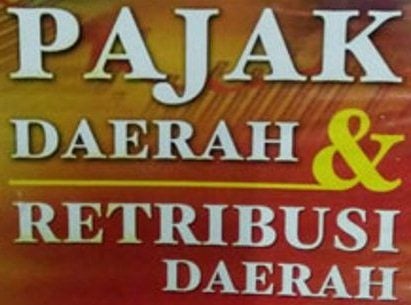 PAJAK
DAERAH &
RETRIBUSI
DAERAH